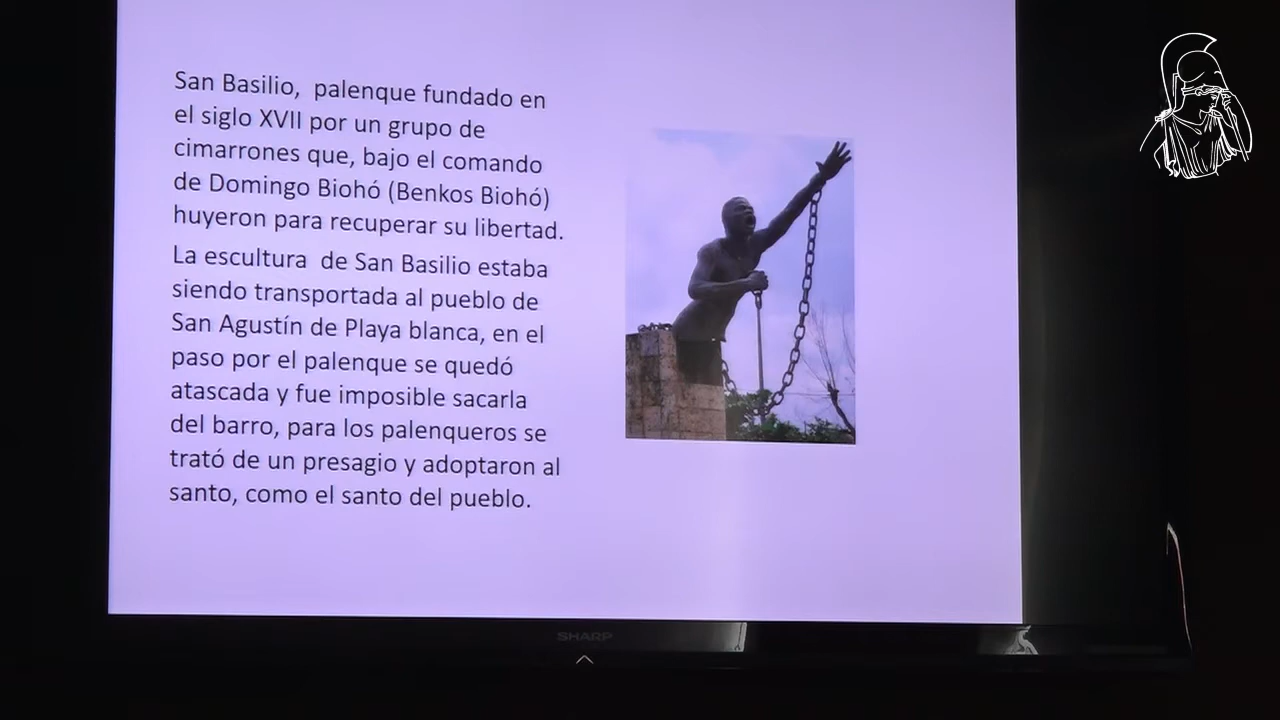 San Basilio,  palenque fundado en
el siglo XVII por un grupo de
cimarrones que, bajo el comando
de Domingo Biohó (Benkos Biohó)
huyeron para recuperar su libertad.
La escultura  de San Basilio estaba
siendo transportada al pueblo de
San Agustín de Playa blanca, en el
paso por el palenque se quedó
atascada y fue imposible sacarla
del barro, para los palenqueros se
trató de un presagio y adoptaron al
santo, como el santo del pueblo.
SHARP